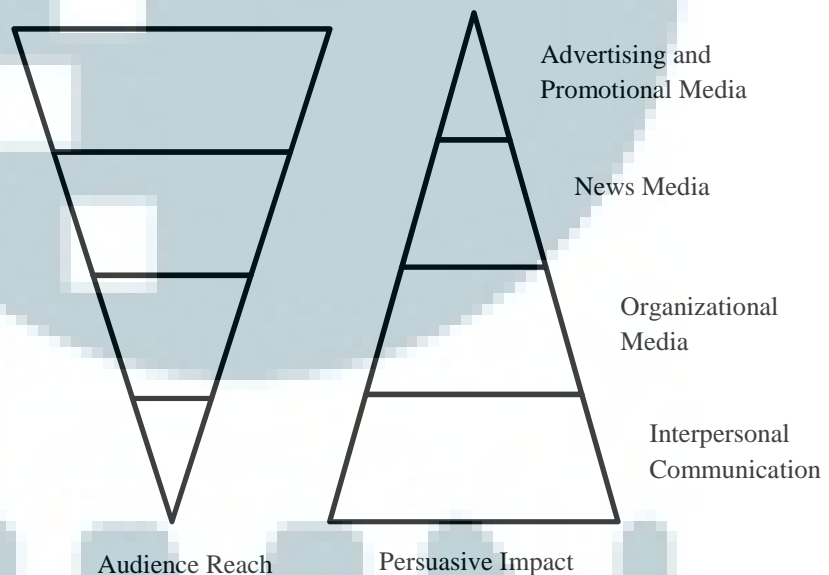 Advertising and
Promotional Media
News Media
Organizational
Media
Interpersonal
Communication
Audience Reach
Persuasive Impact